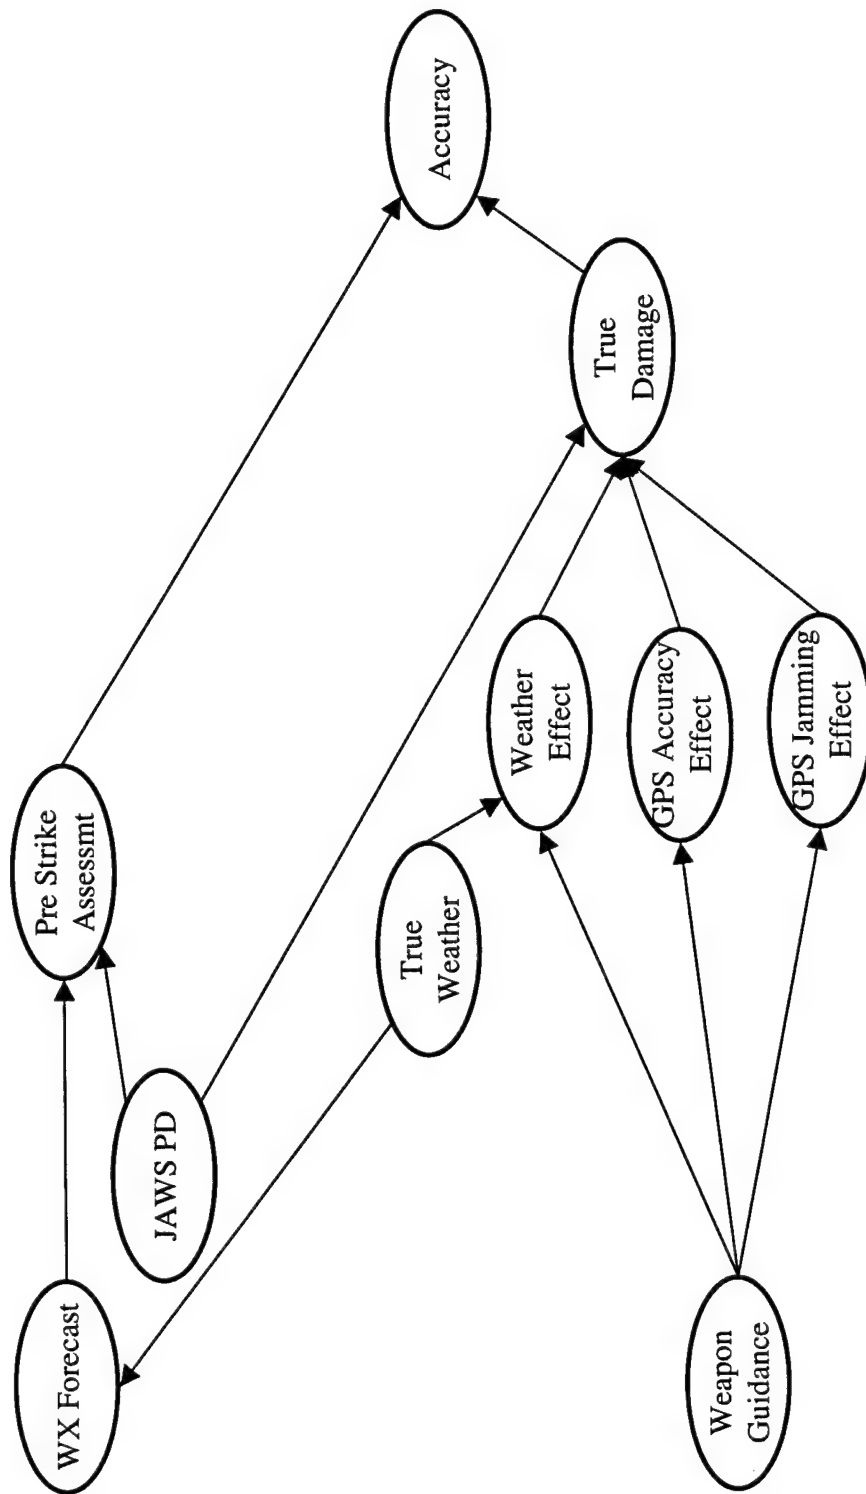 WX Forecast
JAWS PD
Pre Strike
Assessmt
True
Weather
Accuracy
Weather
Effect
True
Damage
GPS Accuracy
Effect
Weapon
Guidance
GPS Jamming
Effect